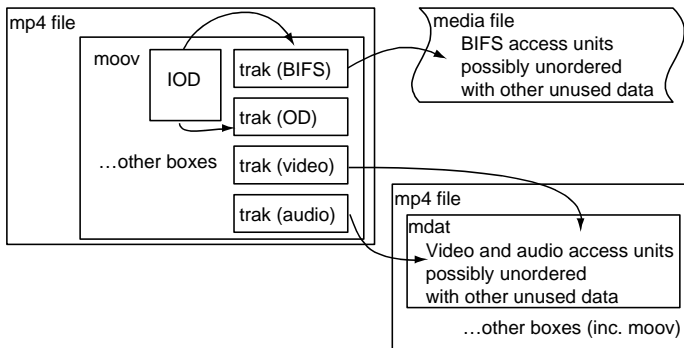 mp4 file
moov
IOD
trak (BIFS)
trak (OD)
…other boxes
trak (video)
trak (audio)
media file
BIFS access units
possibly unordered
with other unused data
mp4 file
mdat
Video and audio access units
possibly unordered
with other unused data
…other boxes (inc. moov)